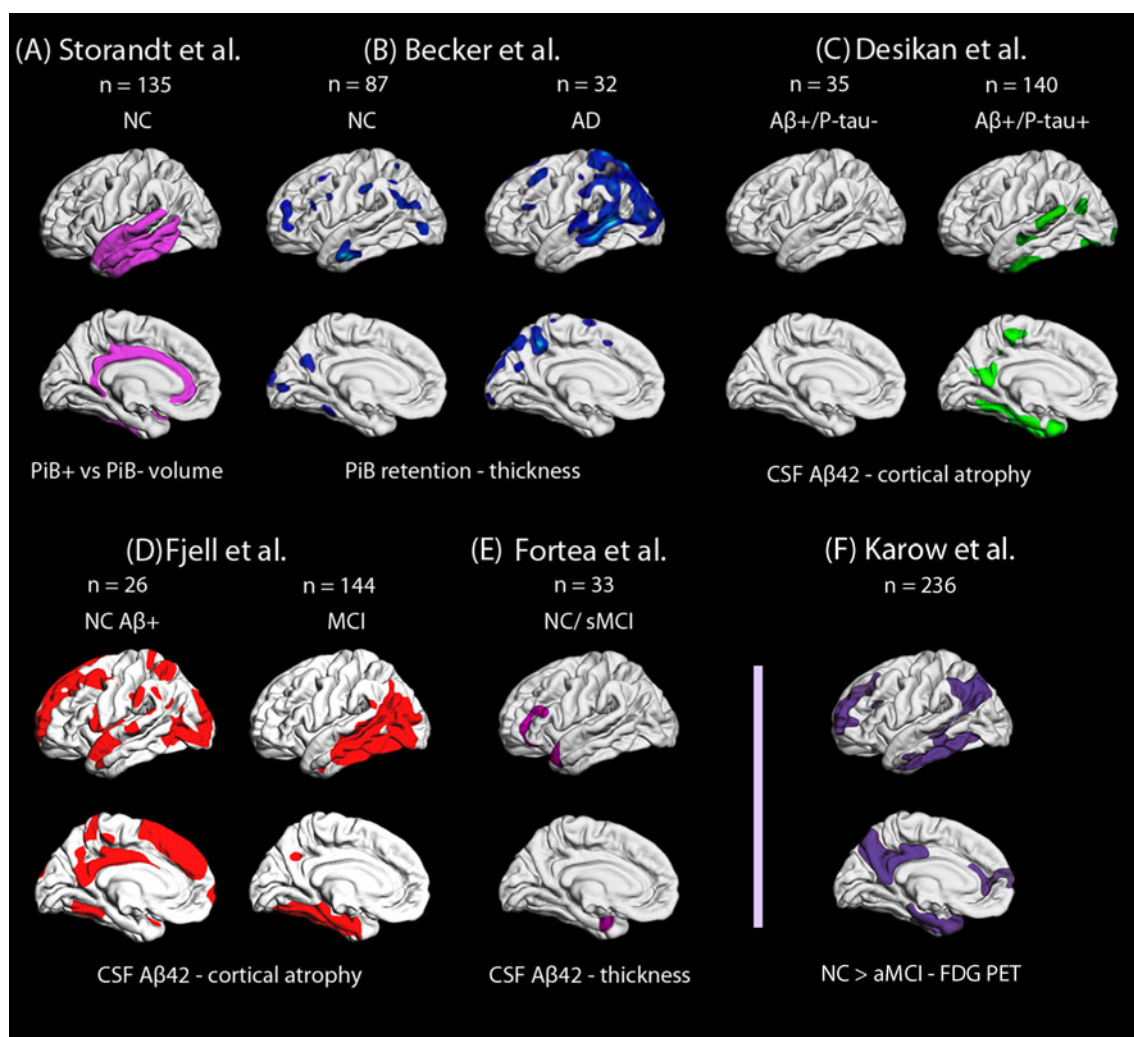 (A) Storandt et al.
n = 135
NC
PiB+ vs PiB- volume
(B) Becker et al.
n = 87
NC
n = 32
AD
PiB retention - thickness
(C) Desikan et al.
n = 35
Aβ+/P-tau-
n = 140
Aβ+/P-tau+
CSF Aβ42 - cortical atrophy
(D)Fjell et al.
n = 26
NC Aβ+
n = 144
MCI
CSF Aβ42 - cortical atrophy
(E) Fortea et al.
n = 33
NC/ sMCI
CSF Aβ42 - thickness
(F) Karow et al.
n = 236
NC > aMCI - FDG PET